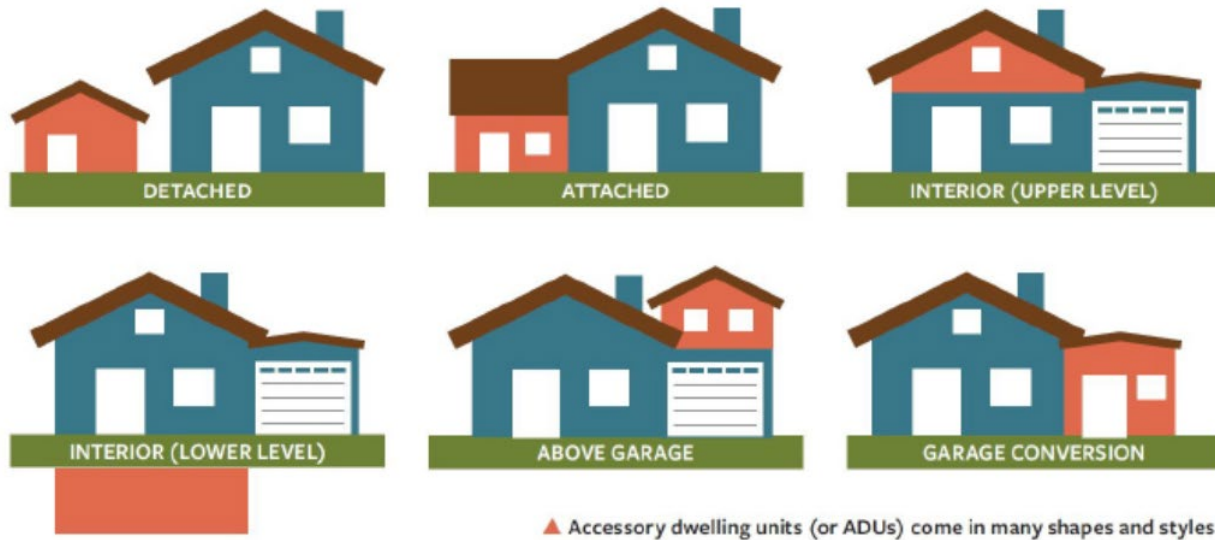 DETACHED
ATTACHED
INTERIOR (UPPER LEVEL)
INTERIOR (LOWER LEVEL)
ABOVE GARAGE
GARAGE CONVERSION
Accessory dwelling units (or ADUs) come in many shapes and styles